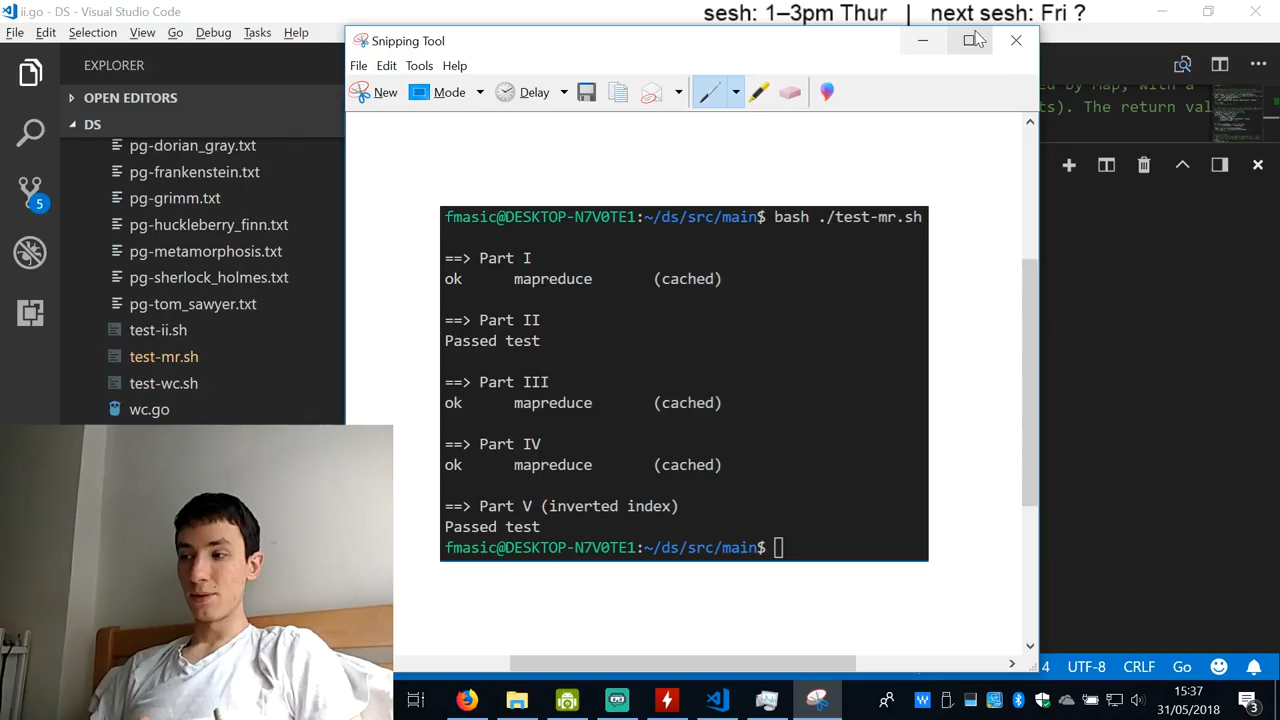 ii.go - DS - Visual Studio Code
sesh: 1–3pm Thur | next sesh: Fri ?
File Edit Selection View Go Debug Tasks Help
EXPLORER
OPEN EDITORS
DS
pg-dorian_gray.txt
pg-frankenstein.txt
pg-grimm.txt
pg-huckleberry_finn.txt
pg-metamorphosis.txt
pg-sherlock_holmes.txt
pg-tom_sawyer.txt
test-ii.sh
test-mr.sh
test-wc.sh
wc.go
5
Snipping Tool
File Edit Tools Help
New Mode Delay
fmasic@DESKTOP-N7V0TE1:~/ds/src/main$ bash ./test-mr.sh
==> Part I
ok mapreduce (cached)
==> Part II
Passed test
==> Part III
ok mapreduce (cached)
==> Part IV
ok mapreduce (cached)
==> Part V (inverted index)
Passed test
fmasic@DESKTOP-N7V0TE1:~/ds/src/main$
ed by Map, with a
ts). The return val
4 UTF-8 CRLF Go
15:37
31/05/2018
3